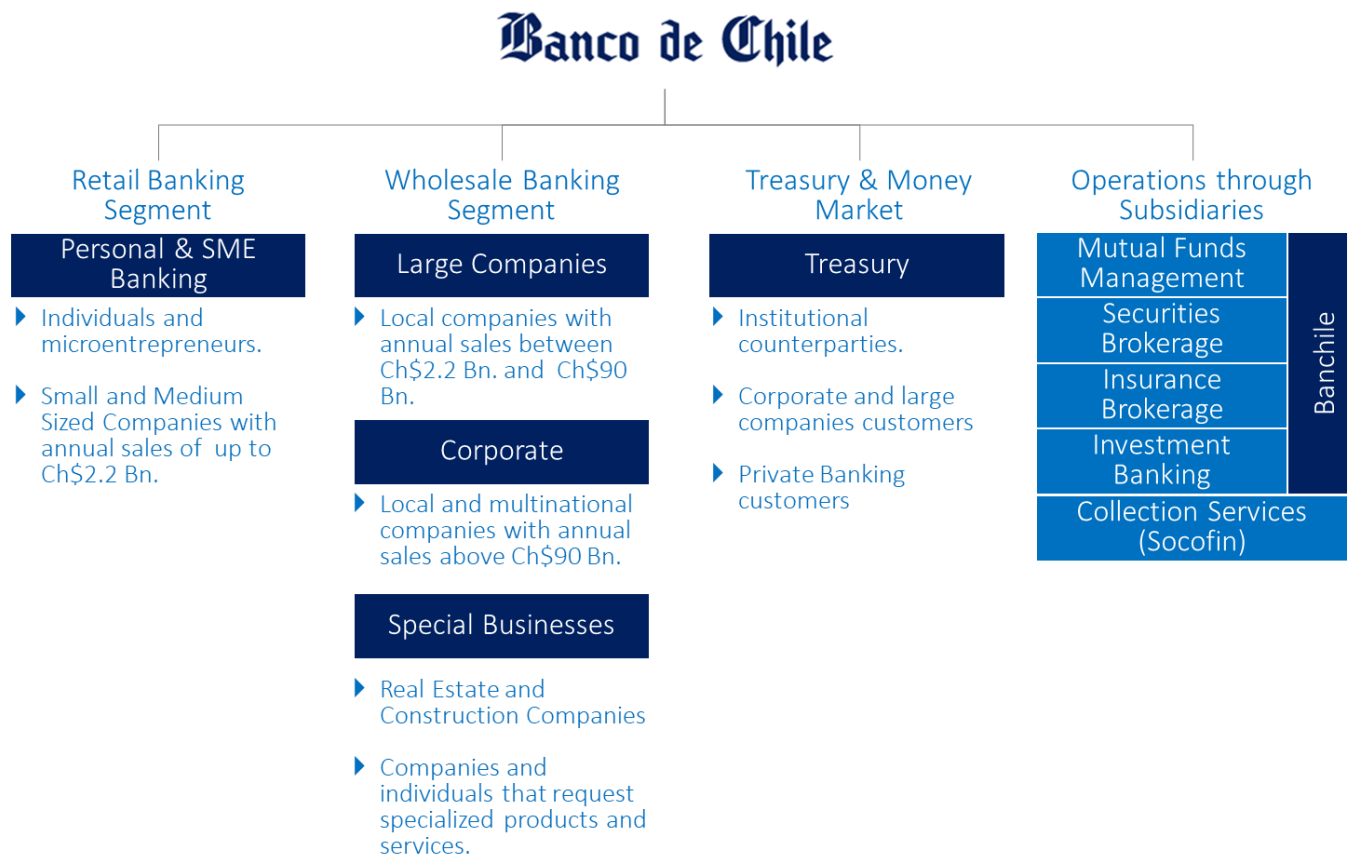 Banco de Chile
Retail Banking
Segment
Personal & SME
Banking
Individuals and
microentrepreneurs.
Small and Medium
Sized Companies with
annual sales of up to
Ch$2.2 Bn.
Wholesale Banking
Segment
Large Companies
Local companies with
annual sales between
Ch$2.2 Bn. and Ch$90
Bn.
Corporate
Local and multinational
companies with annual
sales above Ch$90 Bn.
Special Businesses
Real Estate and
Construction Companies
Companies and
individuals that request
specialized products and
services.
Treasury & Money
Market
Treasury
Institutional
counterparties.
Corporate and large
companies customers
Private Banking
customers
Operations through
Subsidiaries
Mutual Funds
Management
Securities
Brokerage
Insurance
Brokerage
Investment
Banking
Banchile
Collection Services
(Socofin)